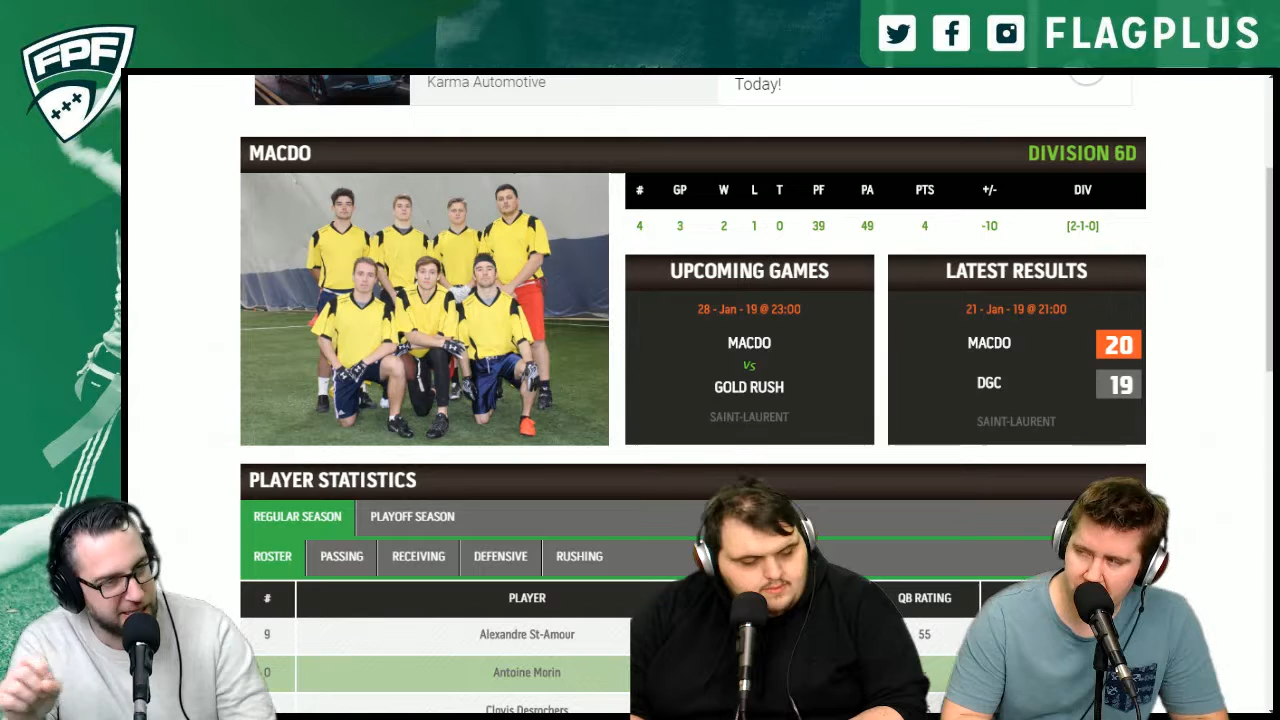 FPF
FLAGPLUS
Karma Automotive
Today!
MACDO
DIVISION 6D
# GP W L T PF PA PTS +/- DIV
4 3 2 1 0 39 49 4 -10 [2-1-0]
UPCOMING GAMES
28 - Jan - 19 @ 23:00
MACDO
Vs
GOLD RUSH
SAINT-LAURENT
LATEST RESULTS
21 - Jan - 19 @ 21:00
MACDO 20
DGC 19
SAINT-LAURENT
PLAYER STATISTICS
REGULAR SEASON PLAYOFF SEASON
ROSTER PASSING RECEIVING DEFENSIVE RUSHING
# PLAYER QB RATING
9 Alexandre St-Amour 55
0 Antoine Morin
Clovis Desrochers